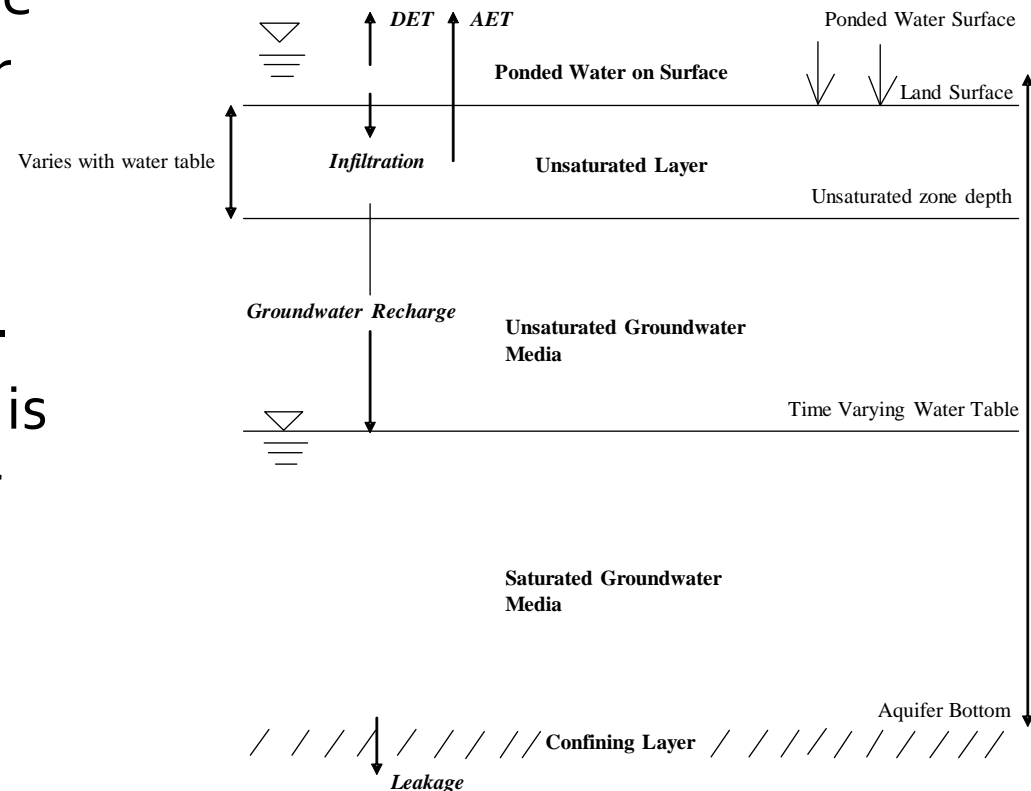 DET AET
Ponded Water Surface
Ponded Water on Surface
Land Surface
Varies with water table
Infiltration
Unsaturated Layer
Unsaturated zone depth
Groundwater Recharge
Unsaturated Groundwater
Media
is
Time Varying Water Table
Saturated Groundwater
Media
Aquifer Bottom
Confining Layer
Leakage